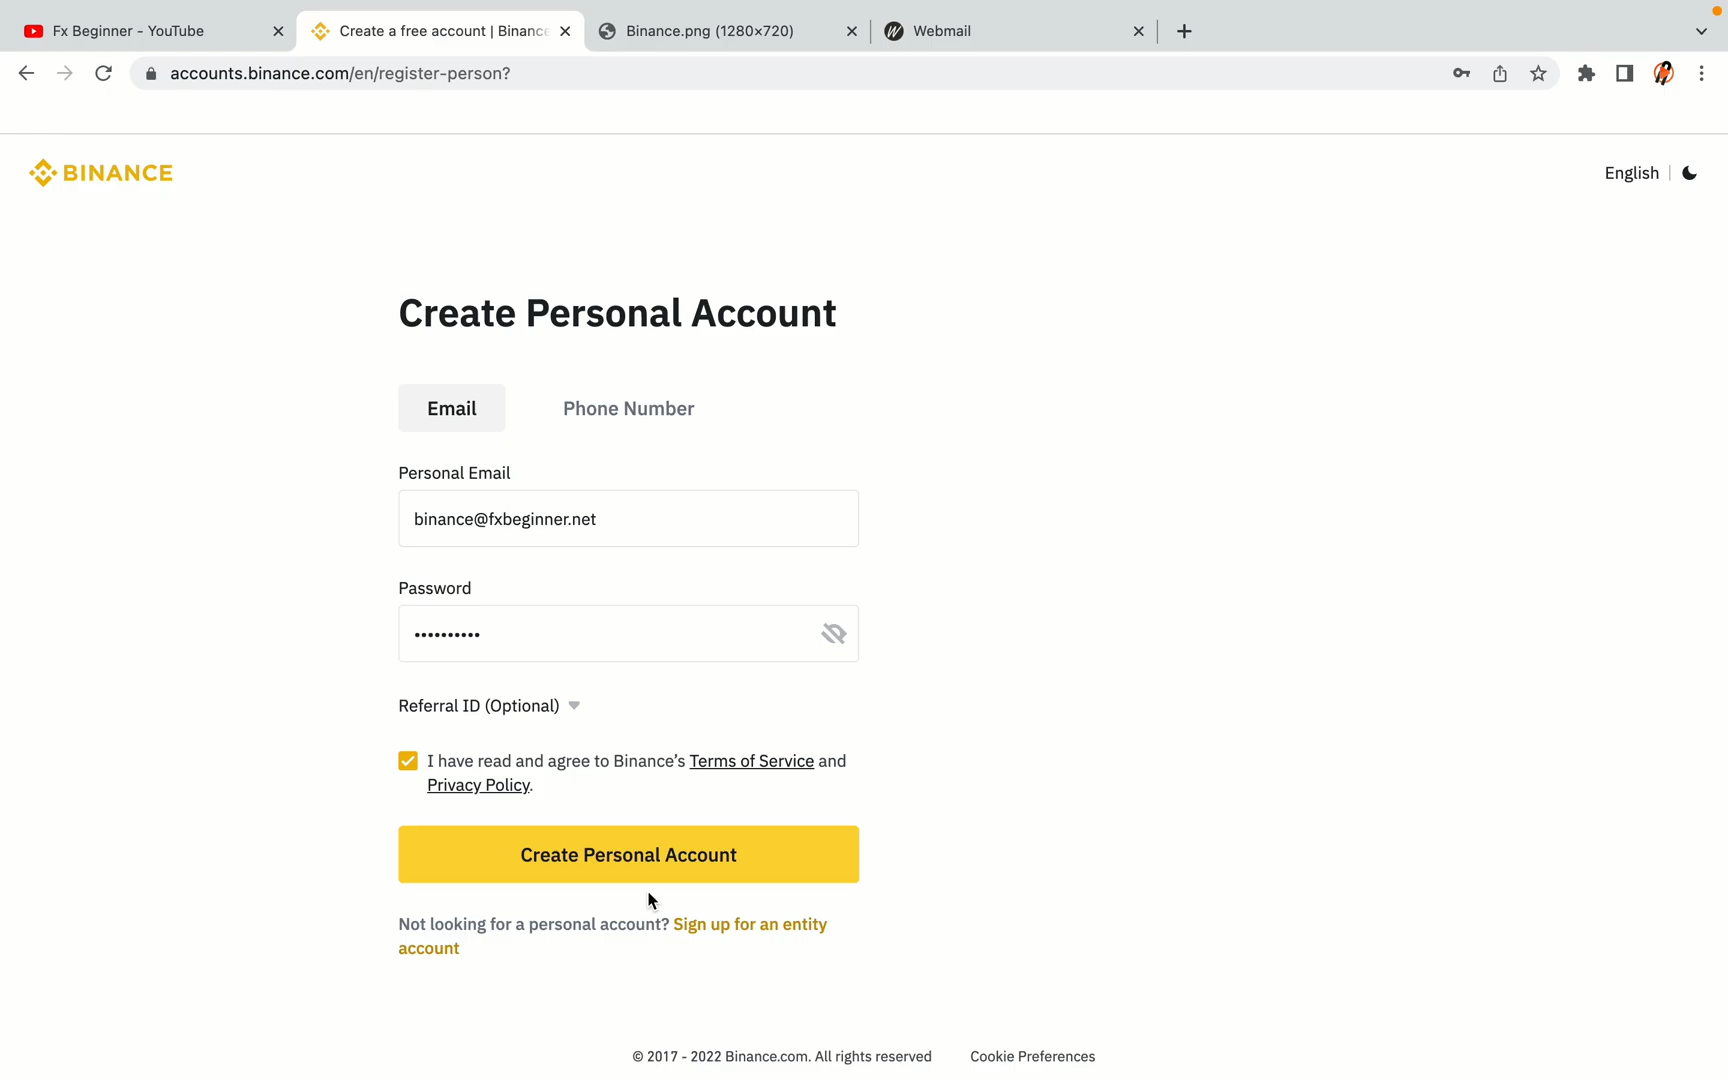 Fx Beginner - YouTube
Create a free account | Binance
Binance.png (1280×720)
Webmail
accounts.binance.com/en/register-person?
BINANCE
English
Create Personal Account
Email
Phone Number
Personal Email
binance@fxbeginner.net
Password
••••••••••
Referral ID (Optional)
I have read and agree to Binance’s Terms of Service and
Privacy Policy.
Create Personal Account
Not looking for a personal account? Sign up for an entity
account
© 2017 - 2022 Binance.com. All rights reserved
Cookie Preferences